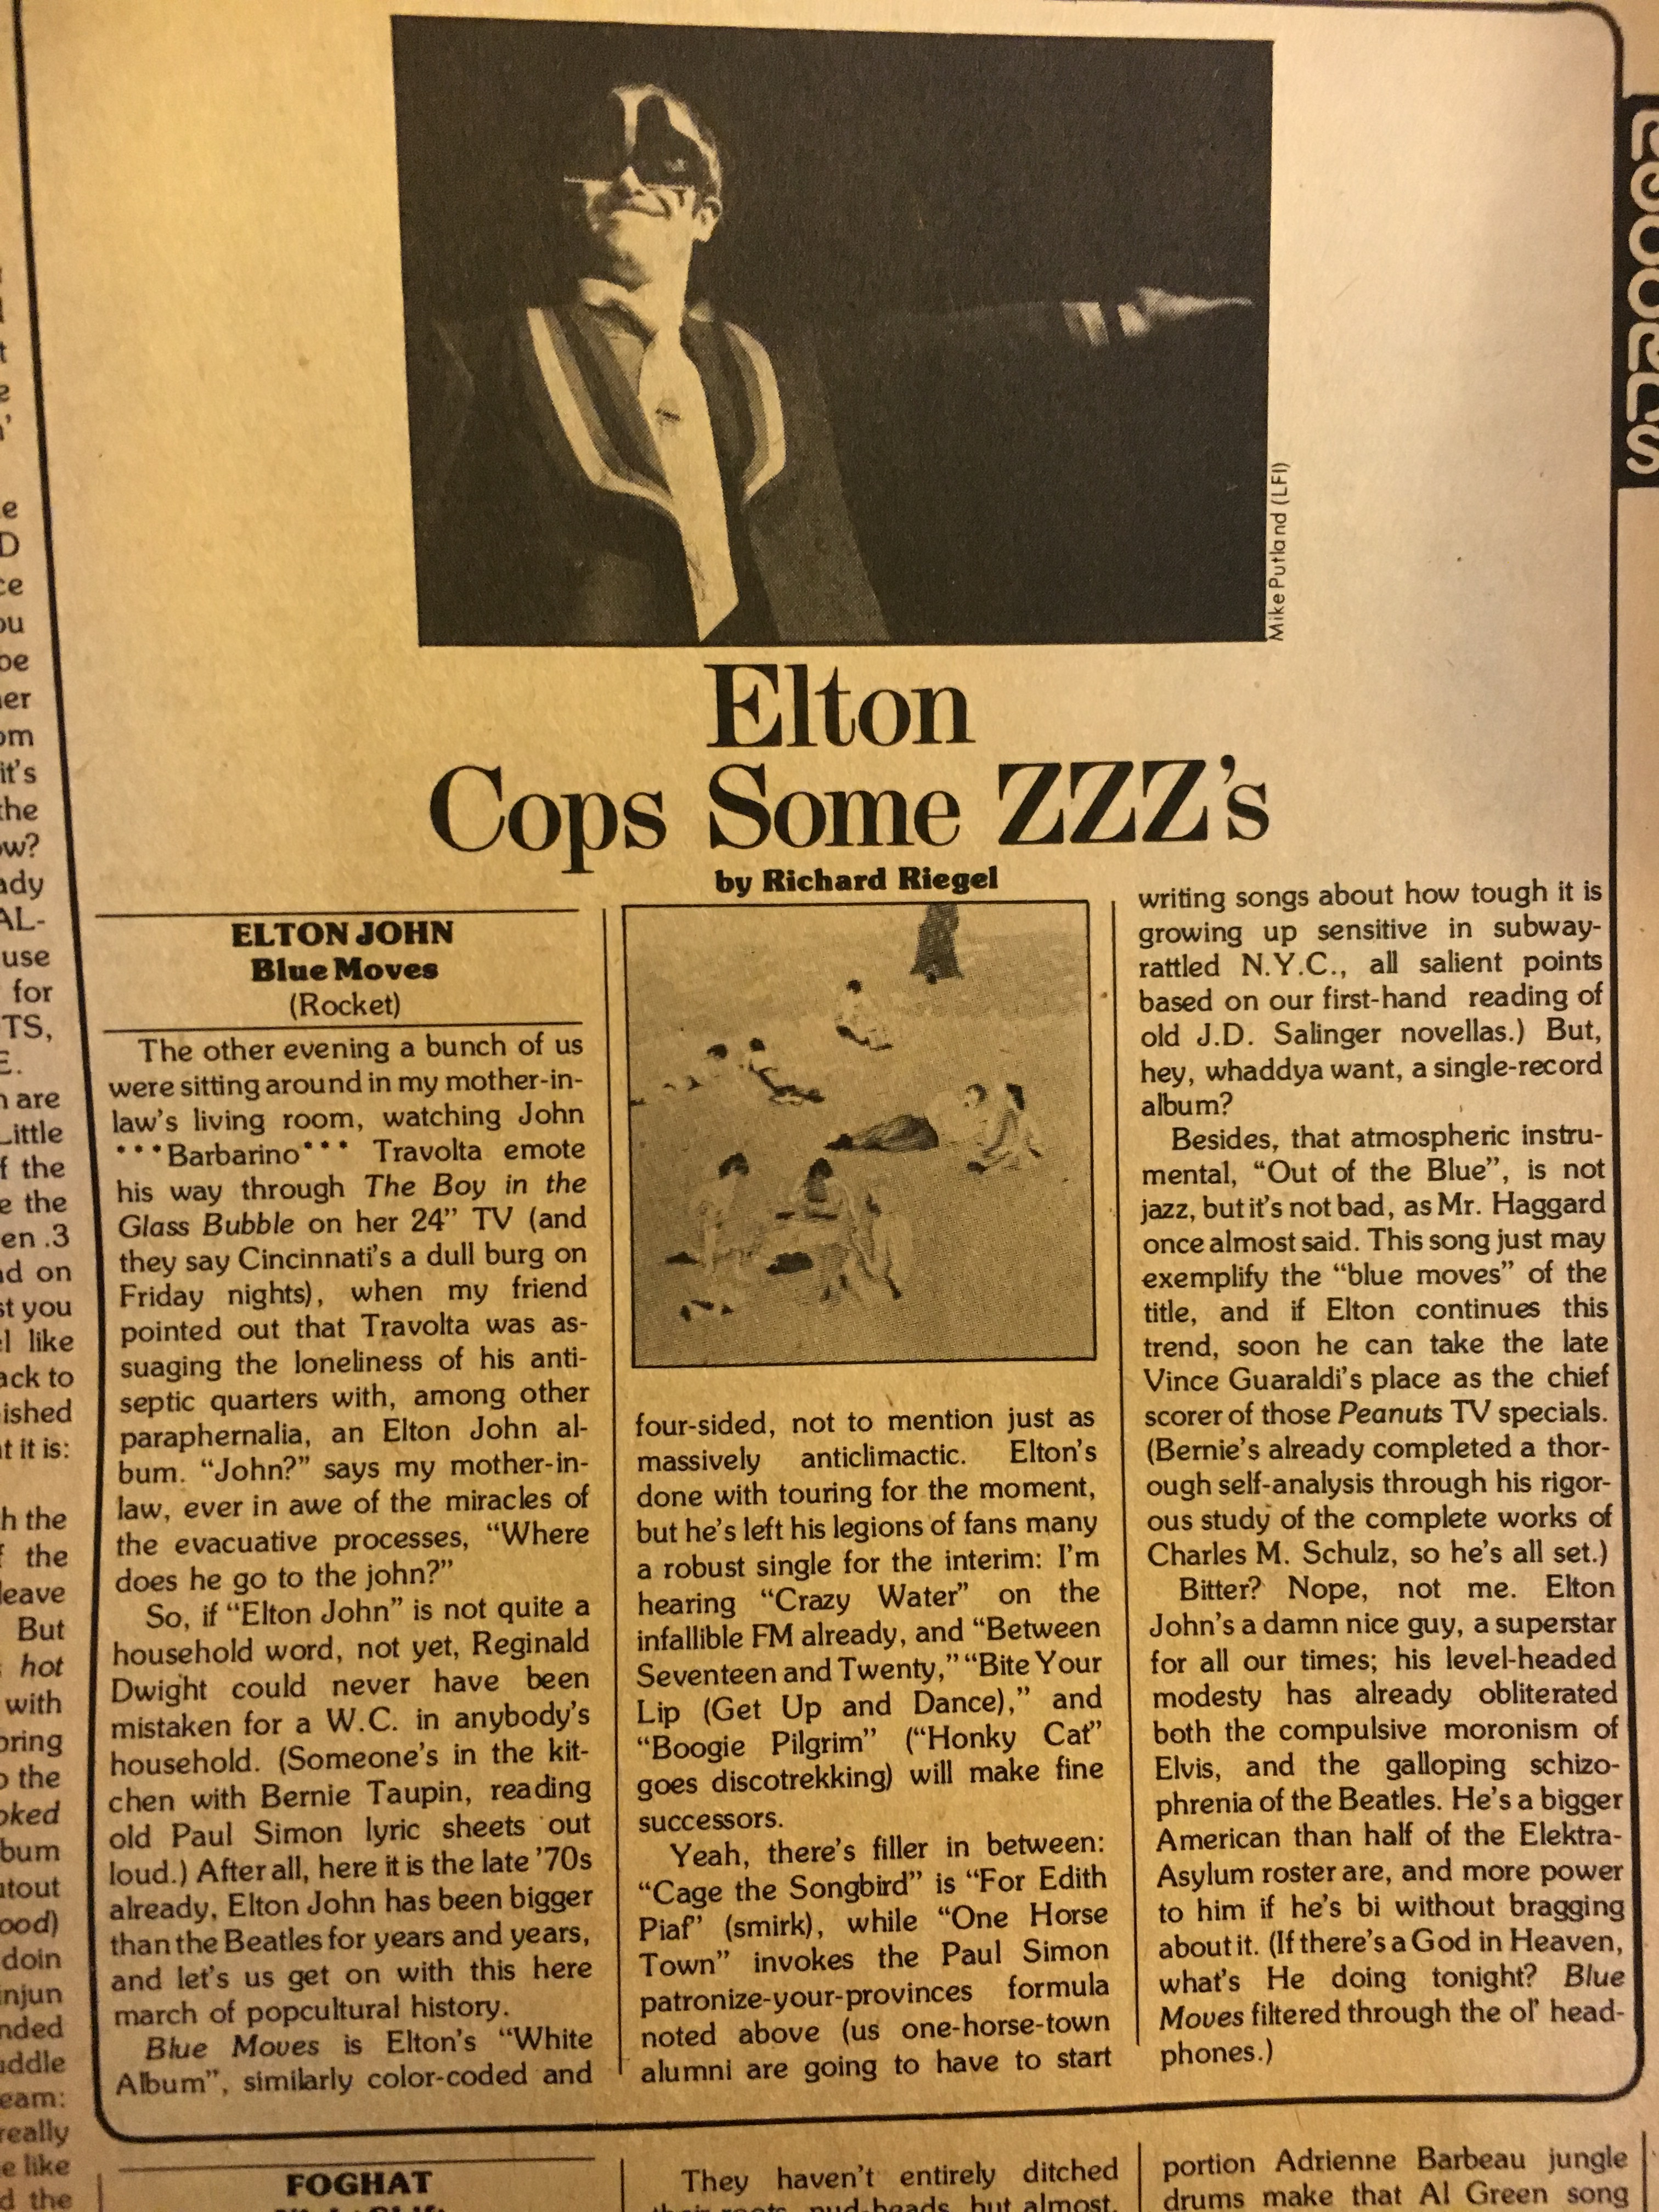 RECORDS
Mike Putland (LFI)
Elton
Cops Some ZZZ's
by Richard Riegel
ELTON JOHN
Blue Moves
(Rocket)
The other evening a bunch of us
were sitting around in my mother-in-
law's living room, watching John
***Barbarino*** Travolta emote
his way through The Boy in the
Glass Bubble on her 24” TV (and
they say Cincinnati's a dull burg on
Friday nights), when my friend
pointed out that Travolta was as-
suaging the loneliness of his anti-
septic quarters with, among other
paraphernalia, an Elton John al-
bum. “John?” says my mother-in-
law, ever in awe of the miracles of
the evacuative processes, “Where
does he go to the john?”
So, if “Elton John” is not quite a
household word, not yet, Reginald
Dwight could never have been
mistaken for a W.C. in anybody's
household. (Someone's in the kit-
chen with Bernie Taupin, reading
old Paul Simon lyric sheets out
loud.) After all, here it is the late '70s
already, Elton John has been bigger
than the Beatles for years and years,
and let's us get on with this here
march of popcultural history.
Blue Moves is Elton's “White
Album”, similarly color-coded and
four-sided, not to mention just as
massively anticlimactic. Elton's
done with touring for the moment,
but he's left his legions of fans many
a robust single for the interim: I'm
hearing “Crazy Water” on the
infallible FM already, and “Between
Seventeen and Twenty,” “Bite Your
Lip (Get Up and Dance),” and
“Boogie Pilgrim” (“Honky Cat”
goes discotrekking) will make fine
successors.
Yeah, there's filler in between:
“Cage the Songbird” is “For Edith
Piaf” (smirk), while “One Horse
Town” invokes the Paul Simon
patronize-your-provinces formula
noted above (us one-horse-town
alumni are going to have to start
writing songs about how tough it is
growing up sensitive in subway-
rattled N.Y.C., all salient points
based on our first-hand reading of
old J.D. Salinger novellas.) But,
hey, whaddya want, a single-record
album?
Besides, that atmospheric instru-
mental, “Out of the Blue”, is not
jazz, but it's not bad, as Mr. Haggard
once almost said. This song just may
exemplify the “blue moves” of the
title, and if Elton continues this
trend, soon he can take the late
Vince Guaraldi's place as the chief
scorer of those Peanuts TV specials.
(Bernie's already completed a thor-
ough self-analysis through his rigor-
ous study of the complete works of
Charles M. Schulz, so he's all set.)
Bitter? Nope, not me. Elton
John's a damn nice guy, a superstar
for all our times; his level-headed
modesty has already obliterated
both the compulsive moronism of
Elvis, and the galloping schizo-
phrenia of the Beatles. He's a bigger
American than half of the Elektra-
Asylum roster are, and more power
to him if he's bi without bragging
about it. (If there's a God in Heaven,
what's He doing tonight? Blue
Moves filtered through the ol' head-
phones.)
FOGHAT
They haven't entirely ditched
portion Adrienne Barbeau jungle
drums make that Al Green song